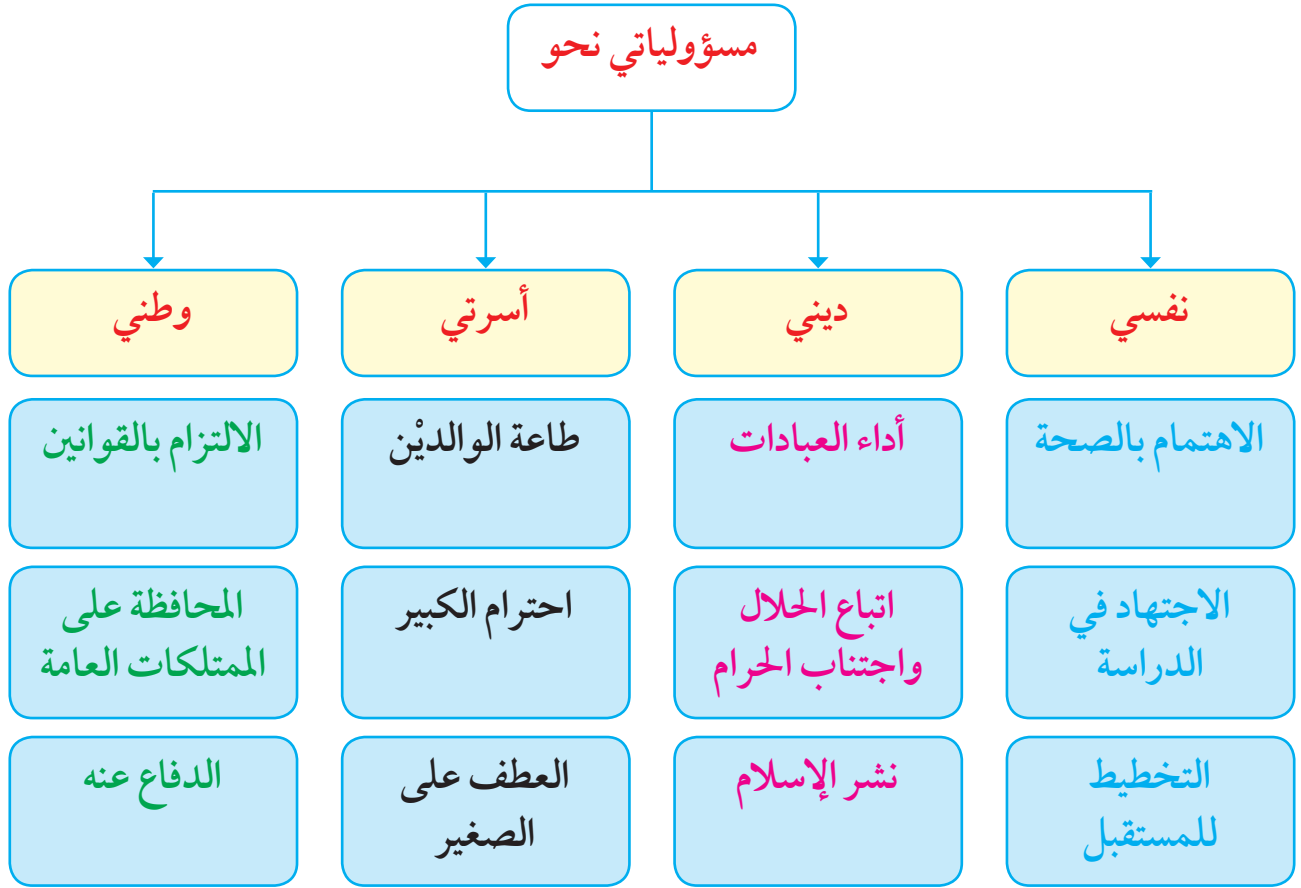 مسؤولياتي نحو
نفسي
ديني
أسرتي
وطني
الاهتمام بالصحة
أداء العبادات
طاعة الوالديْن
الالتزام بالقوانين
الاجتهاد في
الدراسة
اتباع الحلال
واجتناب الحرام
احترام الكبير
المحافظة على
الممتلكات العامة
التخطيط
للمستقبل
نشر الإسلام
العطف على
الصغير
الدفاع عنه